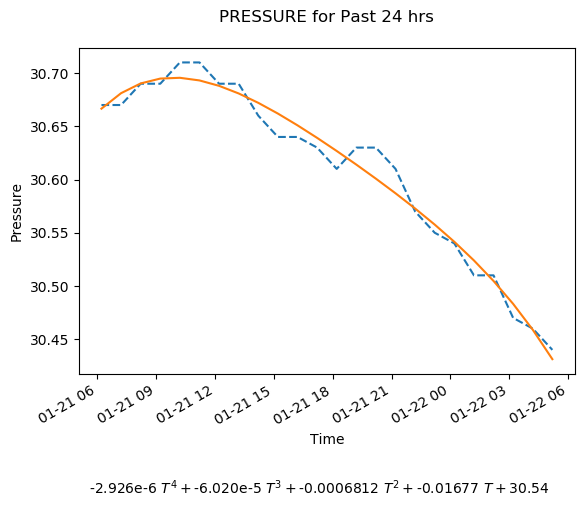 PRESSURE for Past 24 hrs
30.70
30.65
30.60
30.55
30.50
30.45
Pressure
01-21 06 01-21 09 01-21 12 01-21 15 01-21 18 01-21 21 01-22 00 01-22 03 01-22 06
Time
-2.926e-6 T⁴ + -6.020e-5 T³ + -0.0006812 T² + -0.01677 T + 30.54